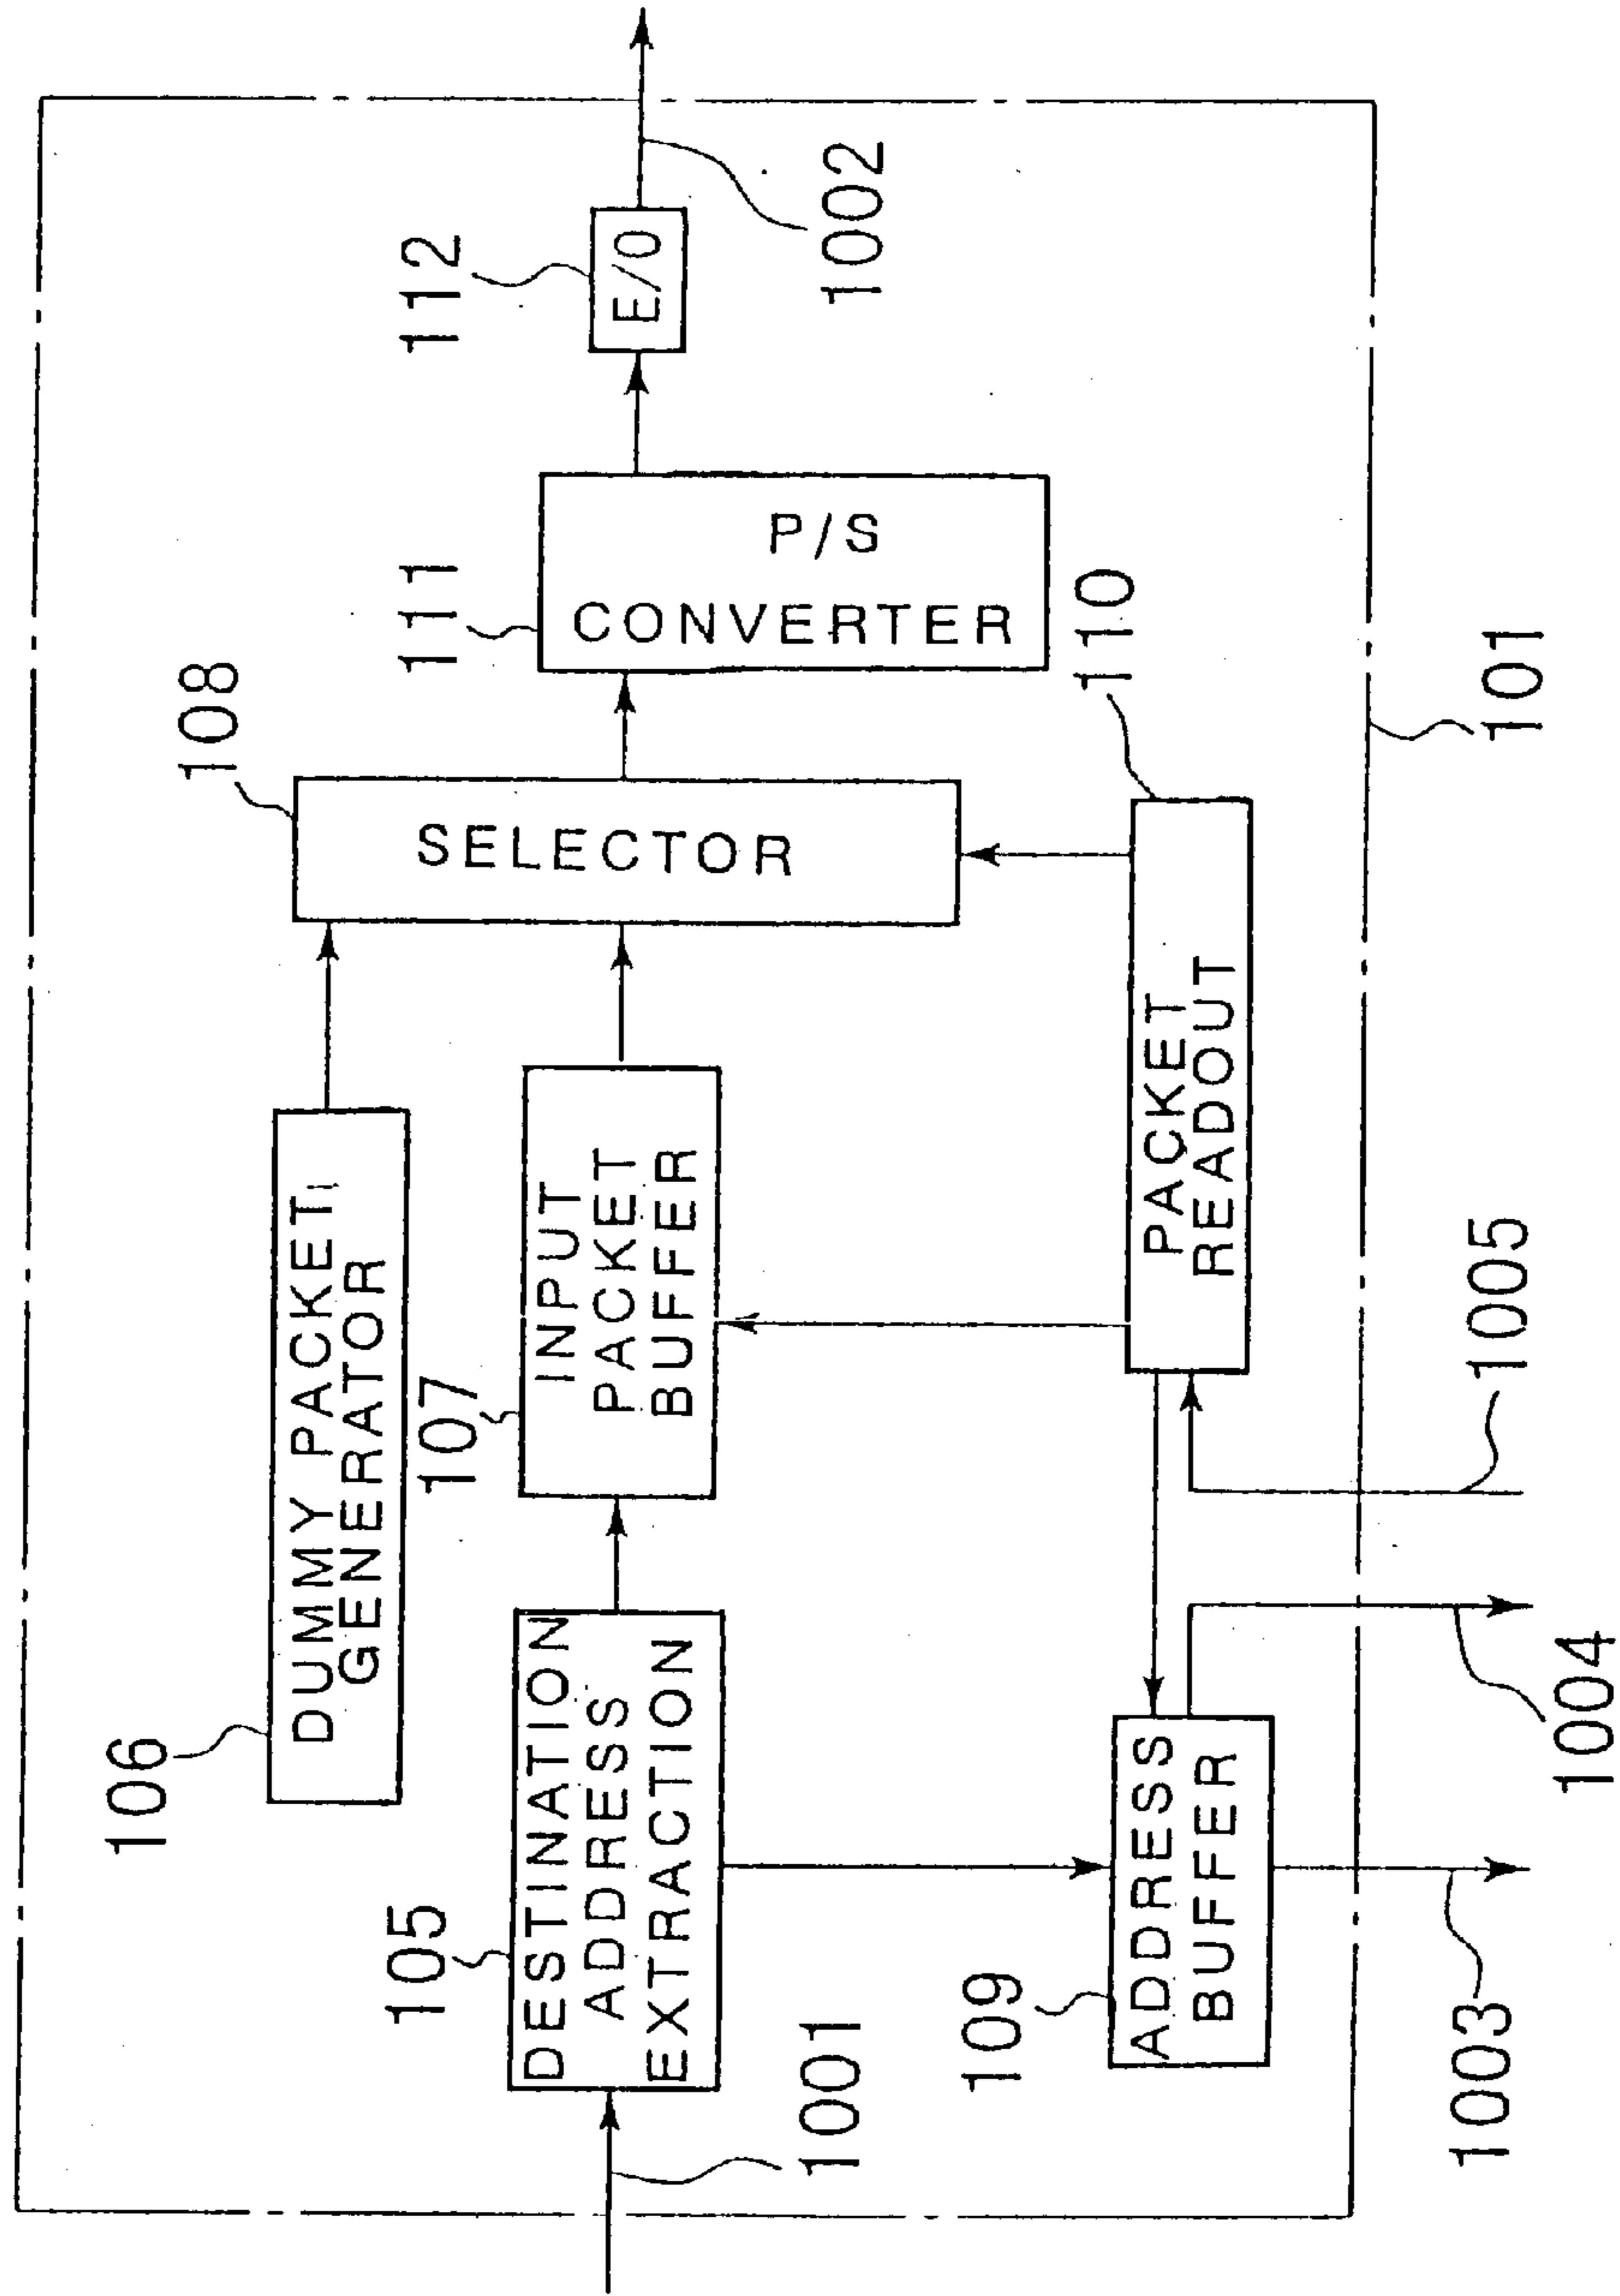 106
DUMMY PACKET
GENERATOR
108
SELECTOR
111
P/S
CONVERTER
112
E/O
1002
105
DESTINATION
ADDRESS
EXTRACTION
1001
107
INPUT
PACKET
BUFFER
109
ADDRESS
BUFFER
110
PACKET
READOUT
1003
1004
1005
101